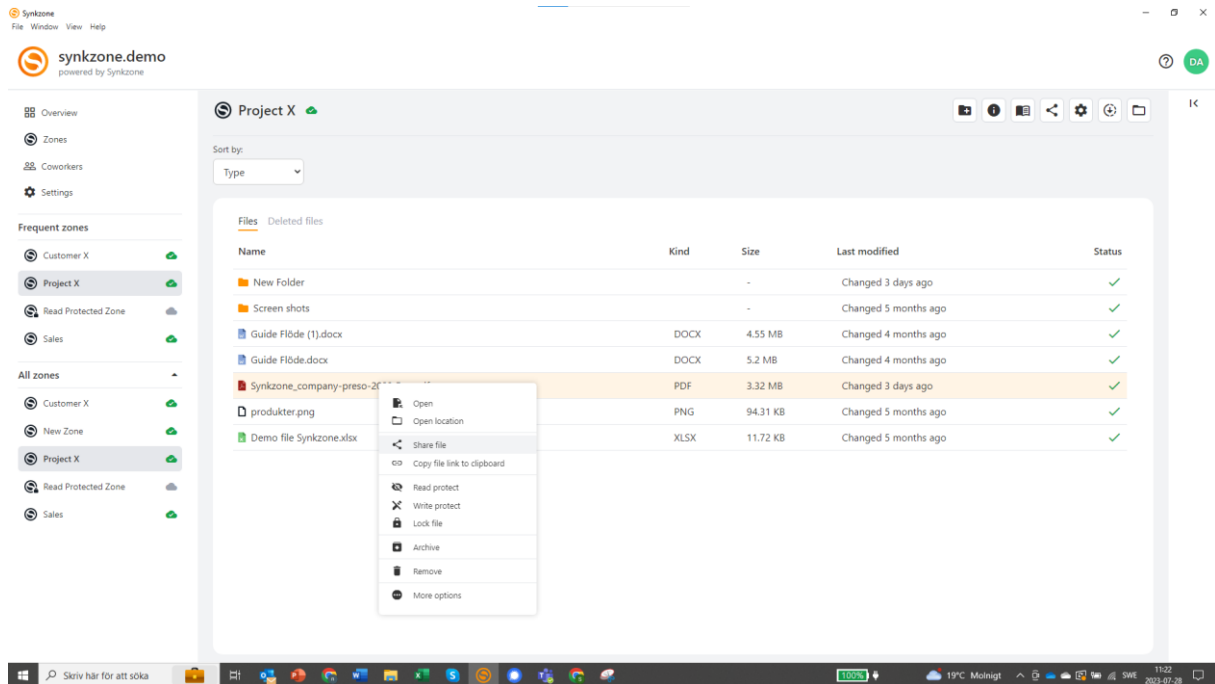 Synkzone
File Window View Help
synkzone.demo
powered by Synkzone
DA
Overview
Zones
Coworkers
Settings
Frequent zones
Customer X
Project X
Read Protected Zone
Sales
All zones
Customer X
New Zone
Project X
Read Protected Zone
Sales
Project X
Sort by:
Type
Files Deleted files
Name Kind Size Last modified Status
New Folder - Changed 3 days ago
Screen shots - Changed 5 months ago
Guide Flöde (1).docx DOCX 4.55 MB Changed 4 months ago
Guide Flöde.docx DOCX 5.2 MB Changed 4 months ago
Synkzone_company-preso- PDF 3.32 MB Changed 3 days ago
produkter.png PNG 94.31 KB Changed 5 months ago
Demo file Synkzone.xlsx XLSX 11.72 KB Changed 5 months ago
Open
Open location
Share file
Copy file link to clipboard
Read protect
Write protect
Lock file
Archive
Remove
More options
Skriv här för att söka
100%
19°C Molnigt
SWE
11:22
2023-07-28